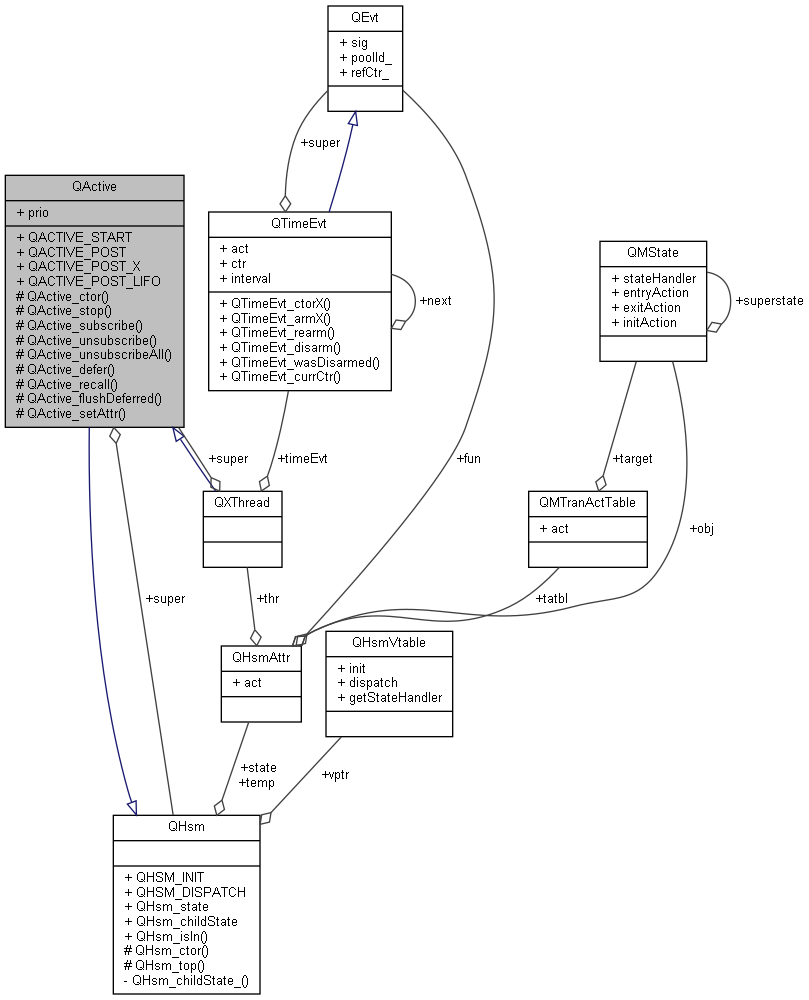 QEvt
+ sig
+ poolId_
+ refCtr_
+super
QActive
+ prio
+ QACTIVE_START
+ QACTIVE_POST
+ QACTIVE_POST_X
+ QACTIVE_POST_LIFO
# QActive_ctor()
# QActive_stop()
# QActive_subscribe()
# QActive_unsubscribe()
# QActive_unsubscribeAll()
# QActive_defer()
# QActive_recall()
# QActive_flushDeferred()
# QActive_setAttr()
QTimeEvt
+ act
+ ctr
+ interval
+ QTimeEvt_ctorX()
+ QTimeEvt_armX()
+ QTimeEvt_rearm()
+ QTimeEvt_disarm()
+ QTimeEvt_wasDisarmed()
+ QTimeEvt_currCtr()
+next
QMState
+ stateHandler
+ entryAction
+ exitAction
+ initAction
+superstate
+super
+timeEvt
+fun
+target
QXThread
QMTranActTable
+ act
+obj
+super
+thr
+tatbl
QHsmAttr
+ act
QHsmVtable
+ init
+ dispatch
+ getStateHandler
+state
+temp
+vptr
QHsm
+ QHSM_INIT
+ QHSM_DISPATCH
+ QHsm_state
+ QHsm_childState
+ QHsm_isIn()
# QHsm_ctor()
# QHsm_top()
- QHsm_childState_()